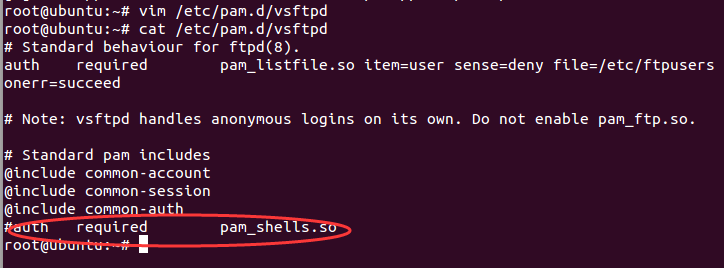 root@ubuntu:~# vim /etc/pam.d/vsftpd
root@ubuntu:~# cat /etc/pam.d/vsftpd
# Standard behaviour for ftpd(8).
auth    required        pam_listfile.so item=user sense=deny file=/etc/ftpusers
onerr=succeed

# Note: vsftpd handles anonymous logins on its own. Do not enable pam_ftp.so.

# Standard pam includes
@include common-account
@include common-session
@include common-auth
#auth   required        pam_shells.so
root@ubuntu:~#